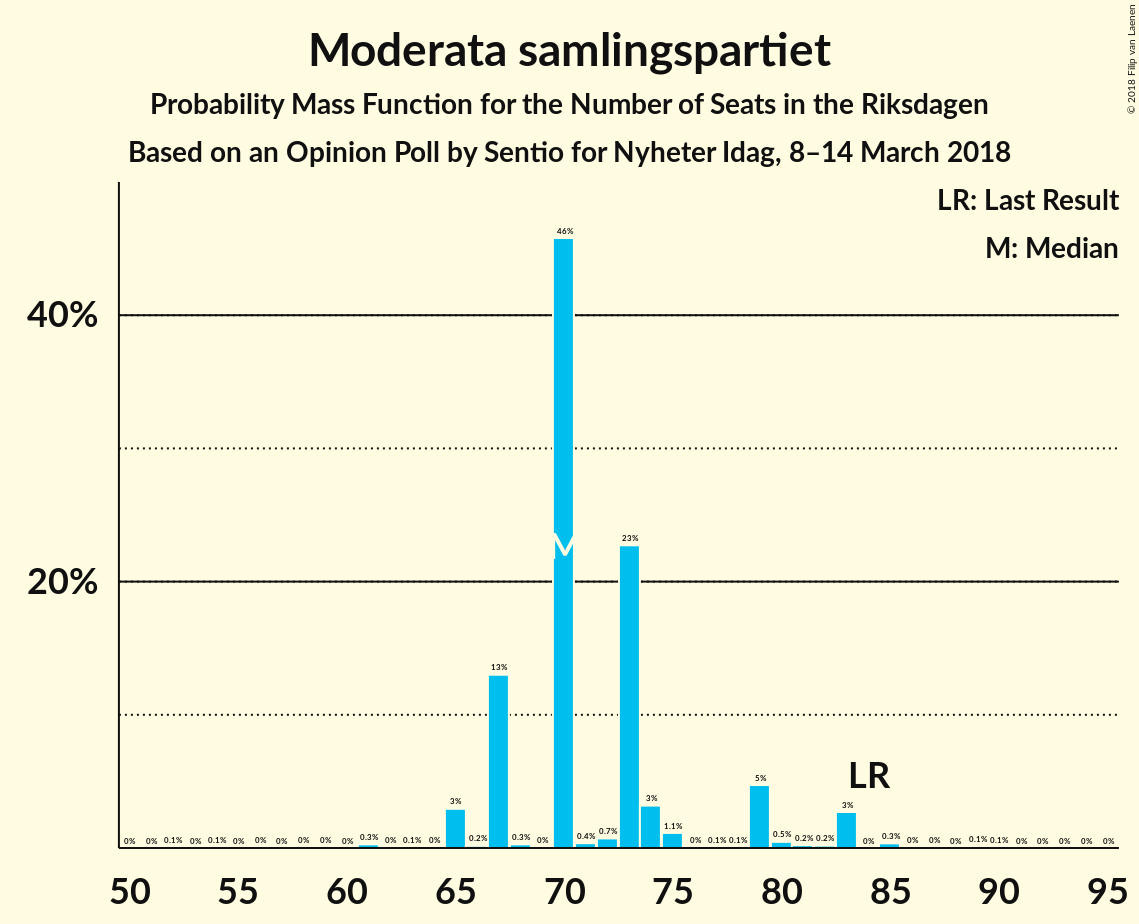 © 2018 Filip van Laenen
Moderata samlingspartiet
Probability Mass Function for the Number of Seats in the Riksdagen
Based on an Opinion Poll by Sentio for Nyheter Idag, 8–14 March 2018
LR: Last Result
M: Median
40%
20%
M
LR
0% 0% 0.1% 0% 0.1% 0% 0% 0% 0% 0% 0% 0.3% 0% 0.1% 0% 3% 0.2% 13% 0.3% 0% 46% 0.4% 0.7% 23% 3% 1.1% 0% 0.1% 0.1% 5% 0.5% 0.2% 0.2% 3% 0% 0.3% 0% 0% 0% 0.1% 0.1% 0% 0% 0% 0% 0%
50 55 60 65 70 75 80 85 90 95